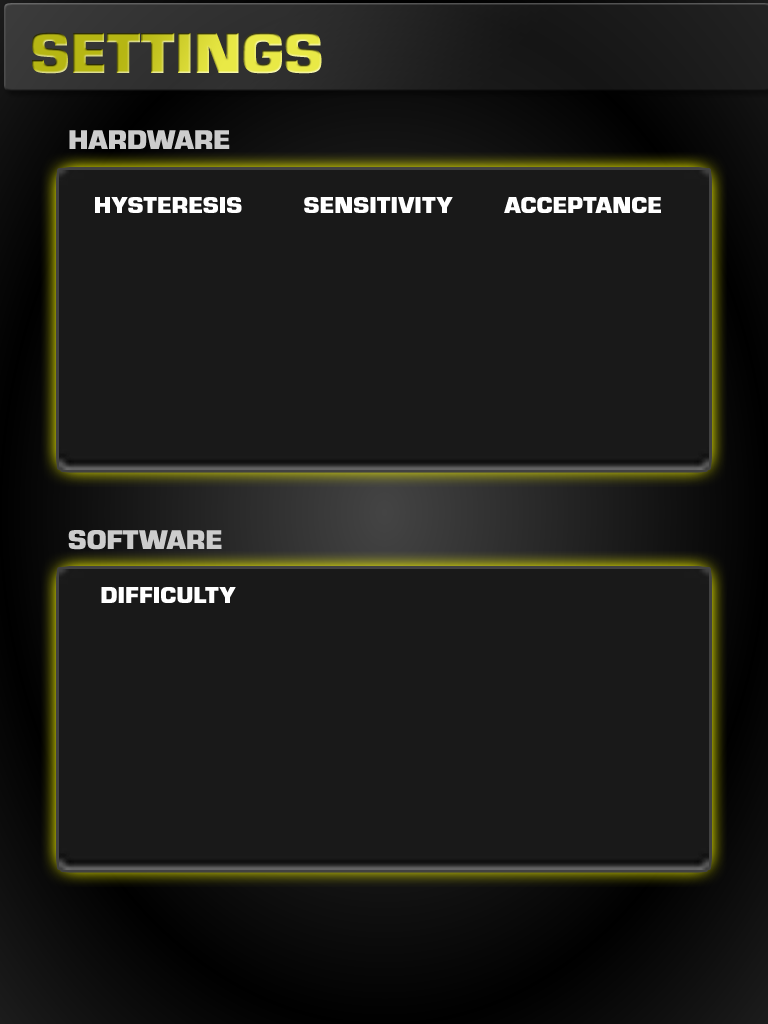 SETTINGS
HARDWARE
HYSTERESIS SENSITIVITY ACCEPTANCE
SOFTWARE
DIFFICULTY